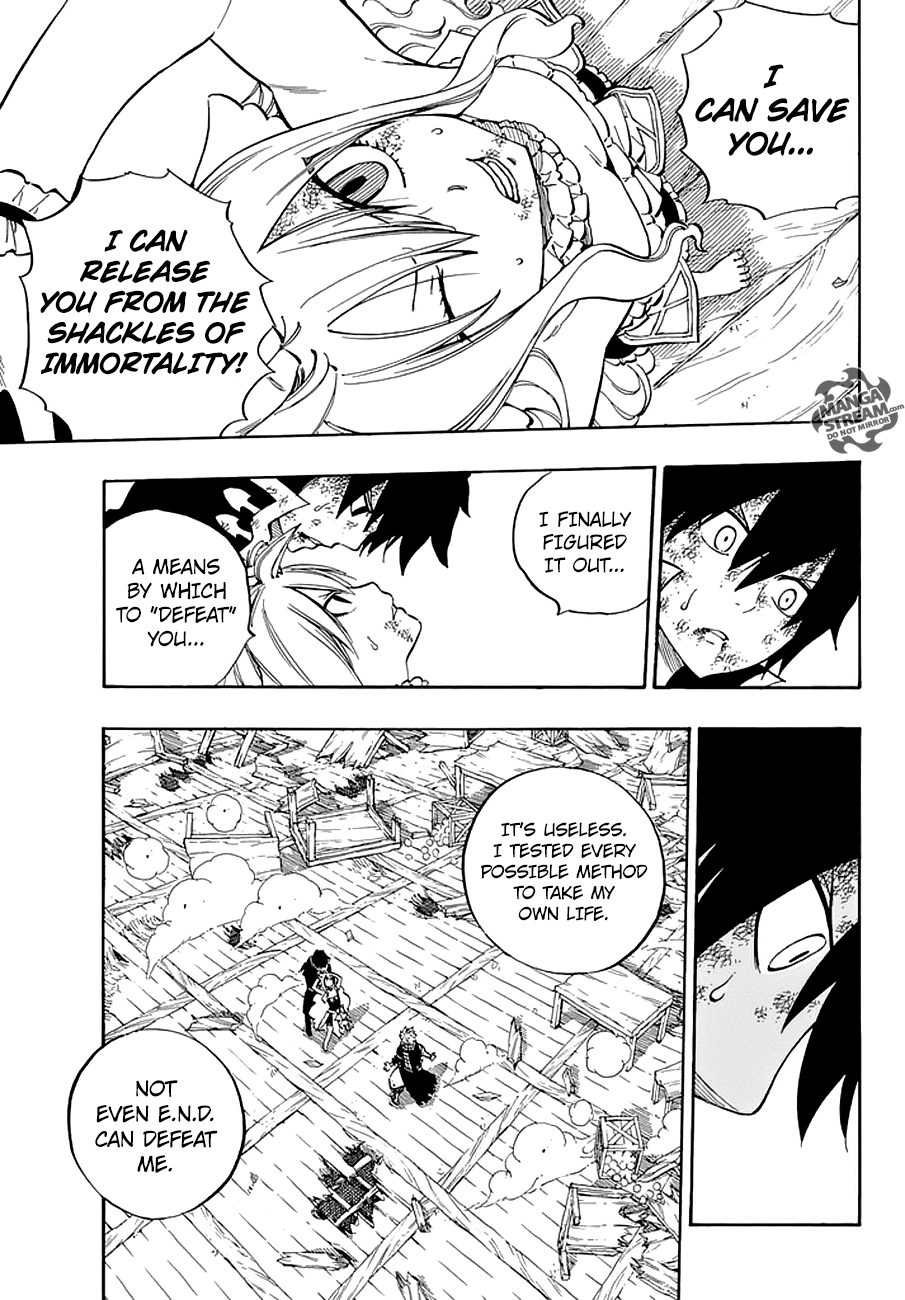 I
CAN SAVE
YOU...
I CAN
RELEASE
YOU FROM THE
SHACKLES OF
IMMORTALITY!
MANGA
STREAM.com
DO NOT MIRROR
I FINALLY
FIGURED
IT OUT...
A MEANS
BY WHICH
TO "DEFEAT"
YOU...
IT'S USELESS.
I TESTED EVERY
POSSIBLE METHOD
TO TAKE MY
OWN LIFE.
NOT
EVEN E.N.D.
CAN DEFEAT
ME.